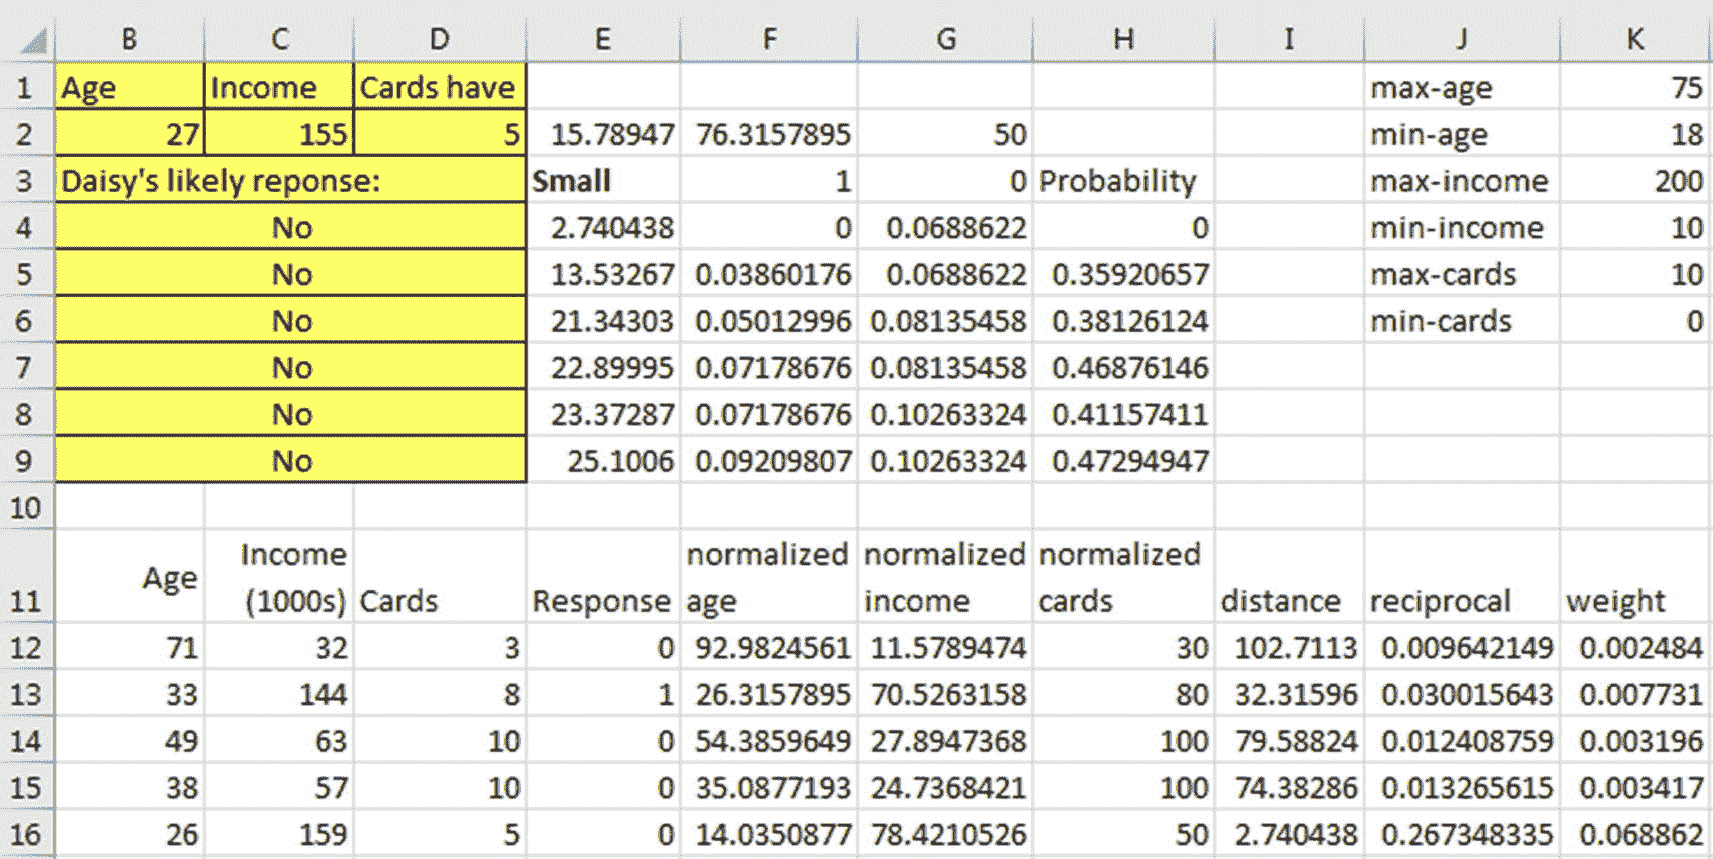 B C D E F G H I J K
1 Age Income Cards have max-age 75
2 27 155 5 15.78947 76.3157895 50 min-age 18
3 Daisy's likely reponse: Small 1 0 Probability max-income 200
4 No 2.740438 0 0.0688622 0 min-income 10
5 No 13.53267 0.03860176 0.0688622 0.35920657 max-cards 10
6 No 21.34303 0.05012996 0.08135458 0.38126124 min-cards 0
7 No 22.89995 0.07178676 0.08135458 0.46876146
8 No 23.37287 0.07178676 0.10263324 0.41157411
9 No 25.1006 0.09209807 0.10263324 0.47294947
10
Income normalized normalized normalized
11 Age (1000s) Cards Response age income cards distance reciprocal weight
12 71 32 3 0 92.9824561 11.5789474 30 102.7113 0.009642149 0.002484
13 33 144 8 1 26.3157895 70.5263158 80 32.31596 0.030015643 0.007731
14 49 63 10 0 54.3859649 27.8947368 100 79.58824 0.012408759 0.003196
15 38 57 10 0 35.0877193 24.7368421 100 74.38286 0.013265615 0.003417
16 26 159 5 0 14.0350877 78.4210526 50 2.740438 0.267348335 0.068862